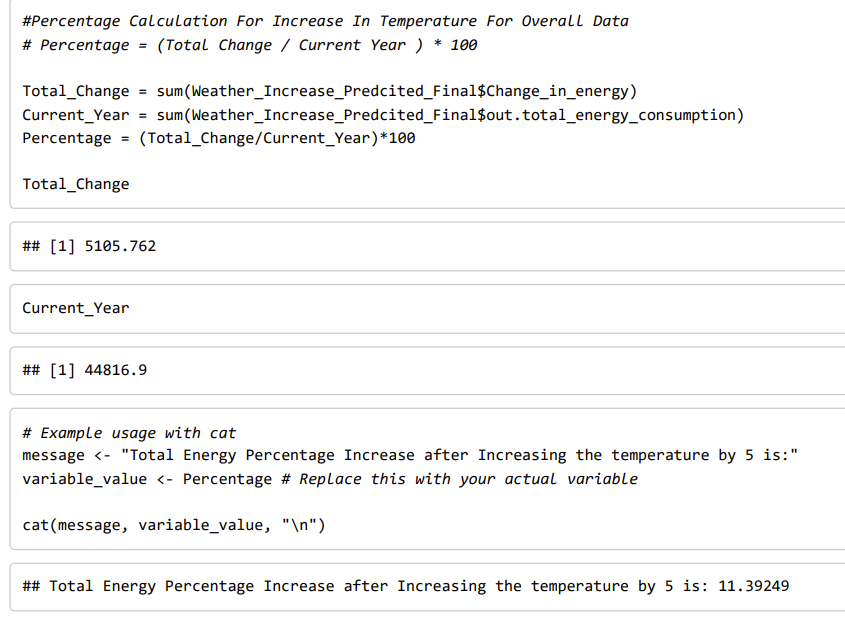 #Percentage Calculation For Increase In Temperature For Overall Data
# Percentage = (Total Change / Current Year ) * 100
Total_Change = sum(Weather_Increase_Predcited_Final$Change_in_energy)
Current_Year = sum(Weather_Increase_Predcited_Final$out.total_energy_consumption)
Percentage = (Total_Change/Current_Year)*100
Total_Change
## [1] 5105.762
Current_Year
## [1] 44816.9
# Example usage with cat
message <- "Total Energy Percentage Increase after Increasing the temperature by 5 is:"
variable_value <- Percentage # Replace this with your actual variable
cat(message, variable_value, "\n")
## Total Energy Percentage Increase after Increasing the temperature by 5 is: 11.39249